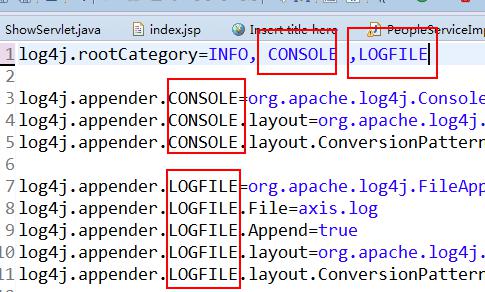 ShowServlet.java index.jsp Insert title here PeopleServiceImp
1 log4j.rootCategory=INFO, CONSOLE ,LOGFILE
2
3 log4j.appender.CONSOLE=org.apache.log4j.Console
4 log4j.appender.CONSOLE.layout=org.apache.log4j.
5 log4j.appender.CONSOLE.layout.ConversionPattern
6
7 log4j.appender.LOGFILE=org.apache.log4j.FileApp
8 log4j.appender.LOGFILE.File=axis.log
9 log4j.appender.LOGFILE.Append=true
10 log4j.appender.LOGFILE.layout=org.apache.log4j.
11 log4j.appender.LOGFILE.layout.ConversionPattern